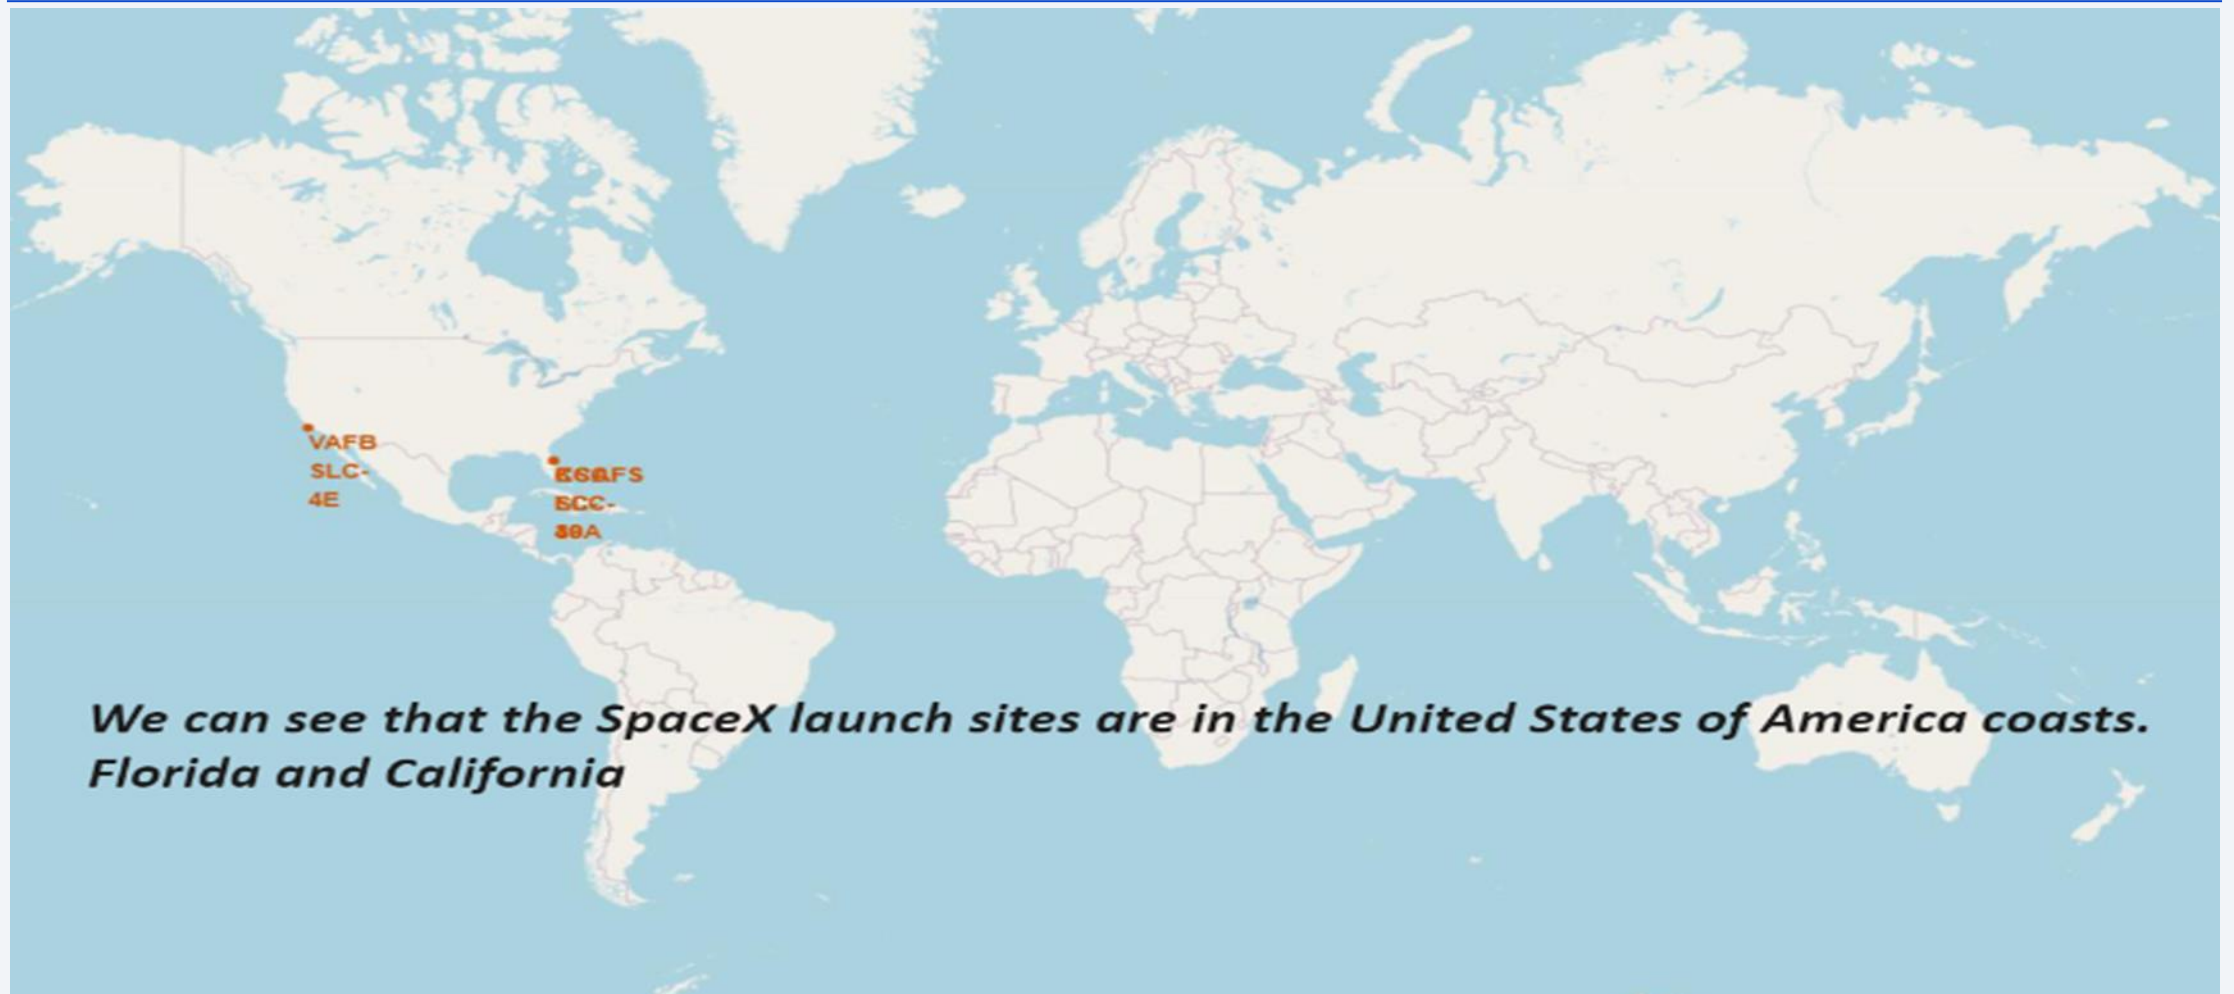 VAFB
SLC-
4E
We can see that the SpaceX launch sites are in the United States of America coasts.
Florida and California